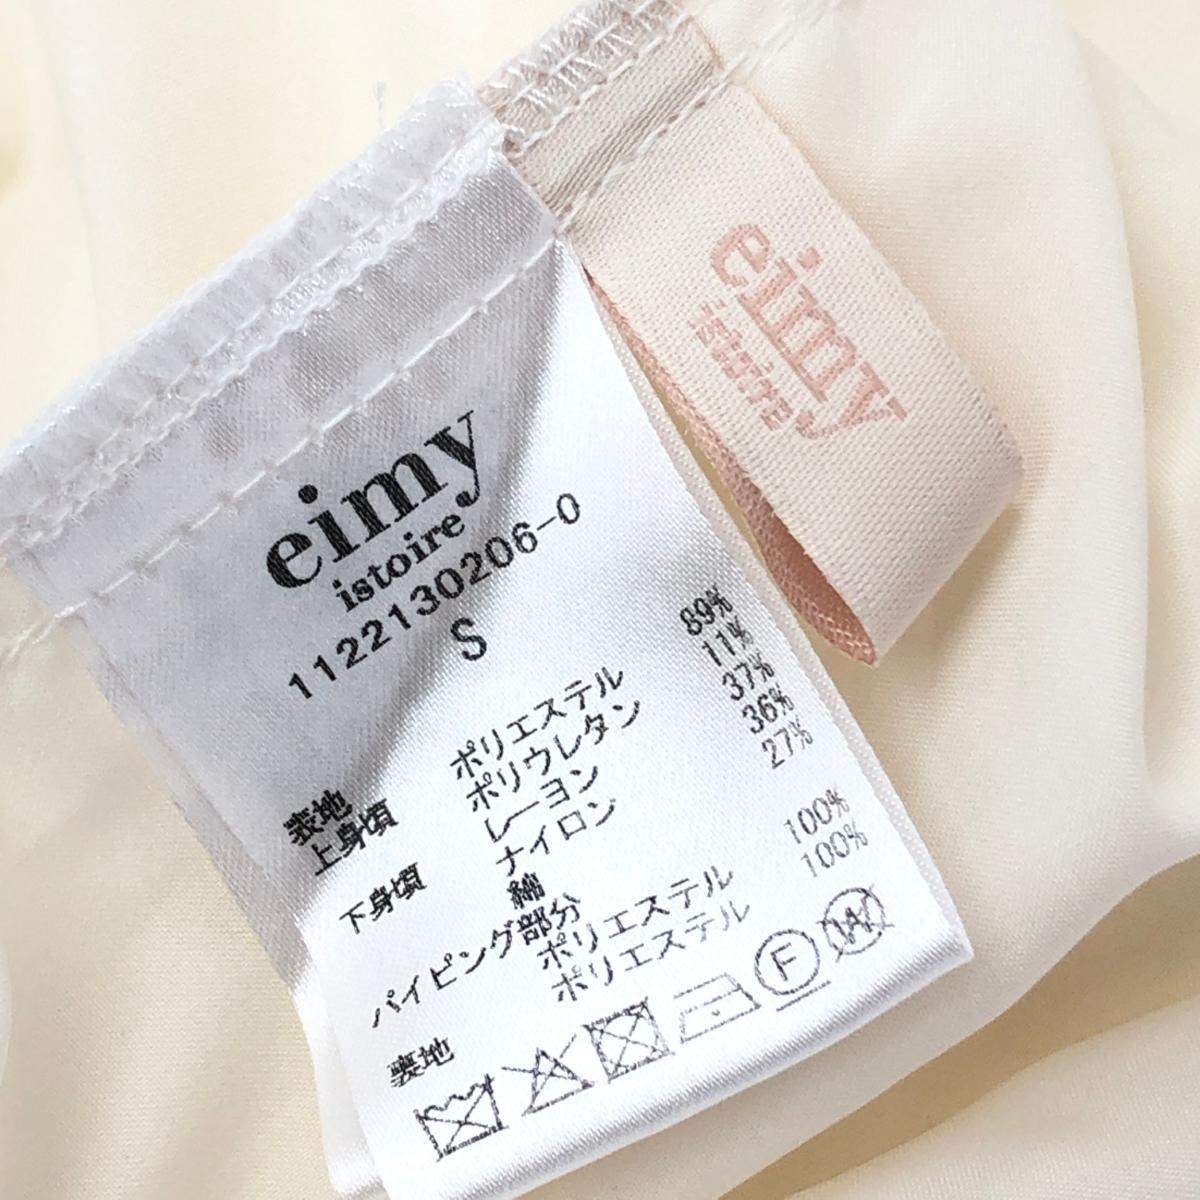 eimy
istoire
1122130206-0
S
表地
上身頃 ポリエステル 89%
ポリウレタン 11%
下身頃 レーヨン 37%
ナイロン 36%
綿 27%
パイピング部分
ポリエステル 100%
裏地 ポリエステル 100%
F
W
eimy
istoire